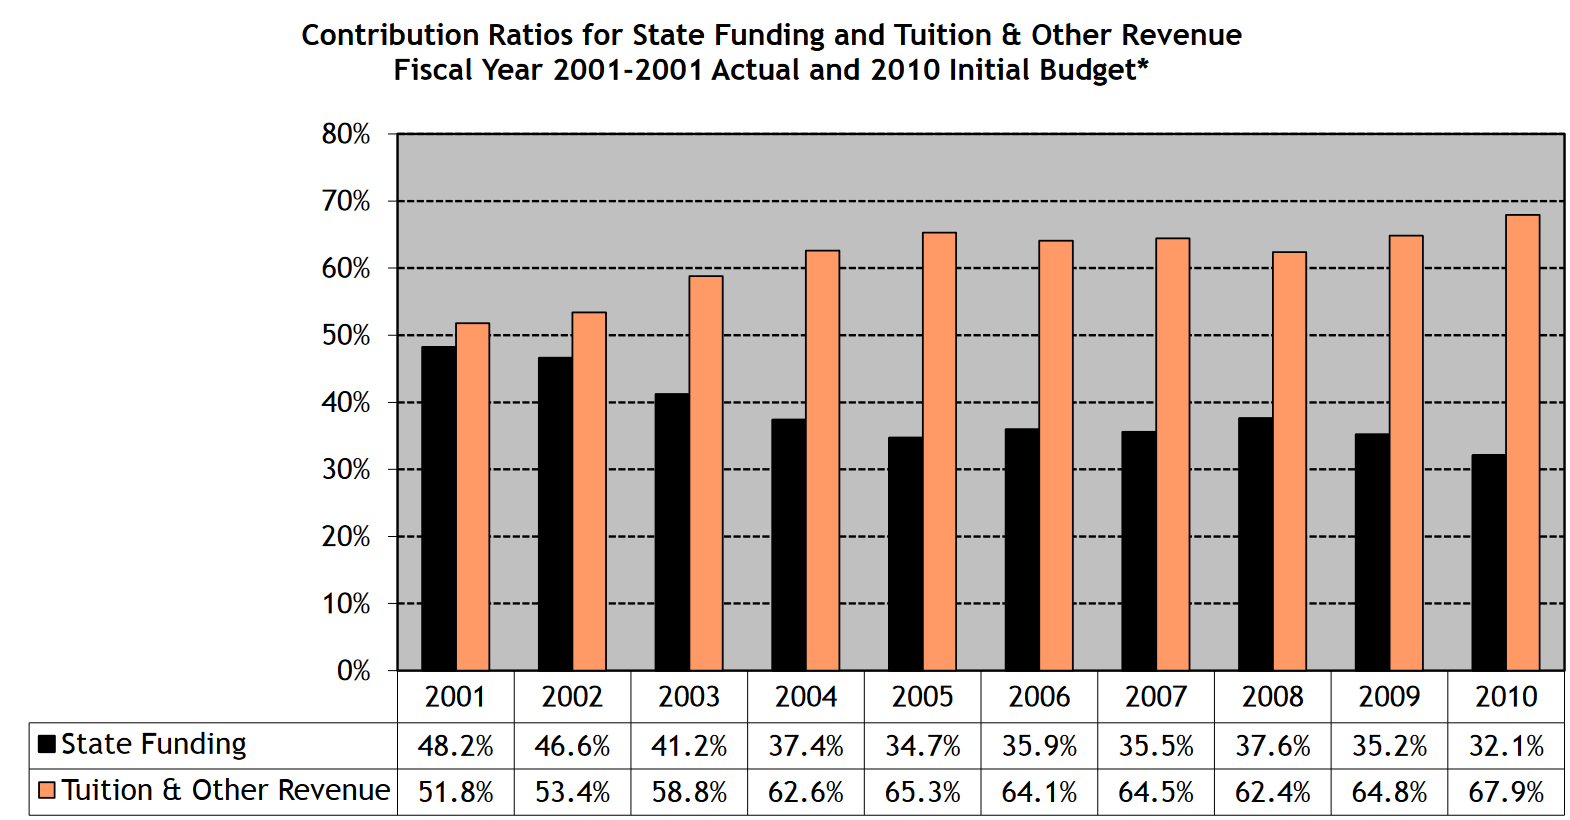 Contribution Ratios for State Funding and Tuition & Other Revenue
Fiscal Year 2001-2001 Actual and 2010 Initial Budget*
80%
70%
60%
50%
40%
30%
20%
10%
0%
2001 2002 2003 2004 2005 2006 2007 2008 2009 2010
State Funding 48.2% 46.6% 41.2% 37.4% 34.7% 35.9% 35.5% 37.6% 35.2% 32.1%
Tuition & Other Revenue 51.8% 53.4% 58.8% 62.6% 65.3% 64.1% 64.5% 62.4% 64.8% 67.9%